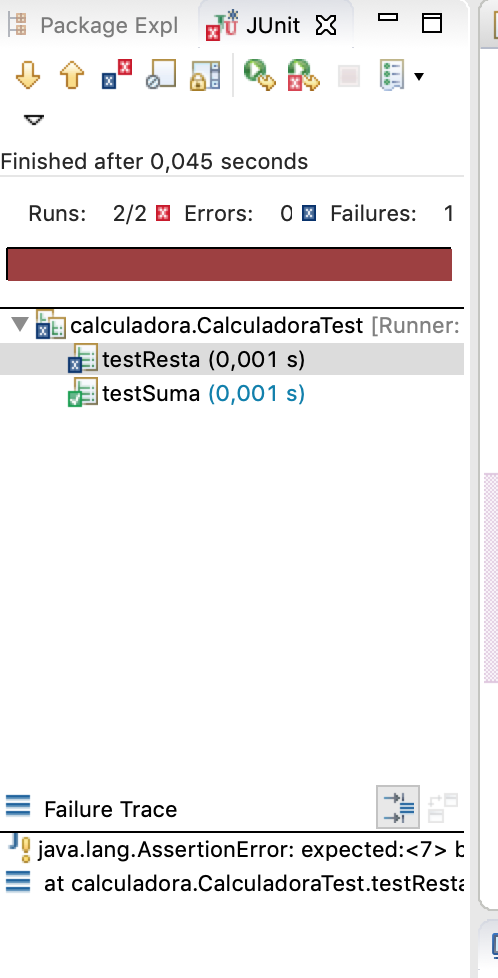 Package Expl JUnit
Finished after 0,045 seconds
Runs: 2/2 Errors: 0 Failures: 1
calculadora.CalculadoraTest [Runner:
testResta (0,001 s)
testSuma (0,001 s)
Failure Trace
java.lang.AssertionError: expected:<7> b
at calculadora.CalculadoraTest.testResta